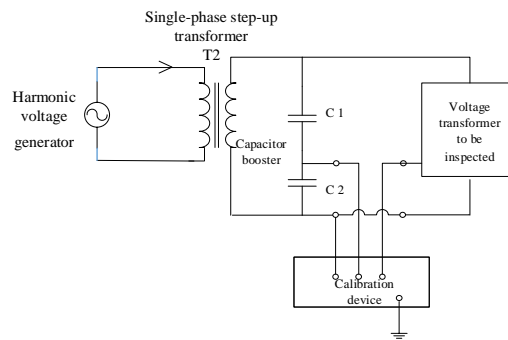 Single-phase step-up
transformer
T2
Harmonic
voltage
generator
Capacitor
booster
C 1
C 2
Voltage
transformer
to be
inspected
Calibration
device